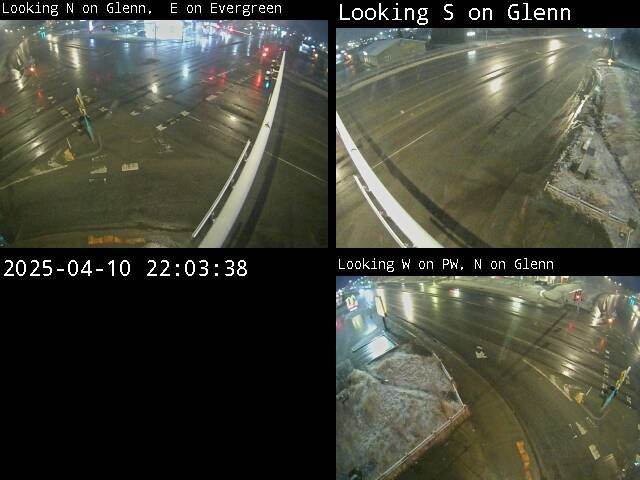 Looking N on Glenn,  E on Evergreen
Looking S on Glenn
2025-04-10 22:03:38
Looking W on PW, N on Glenn